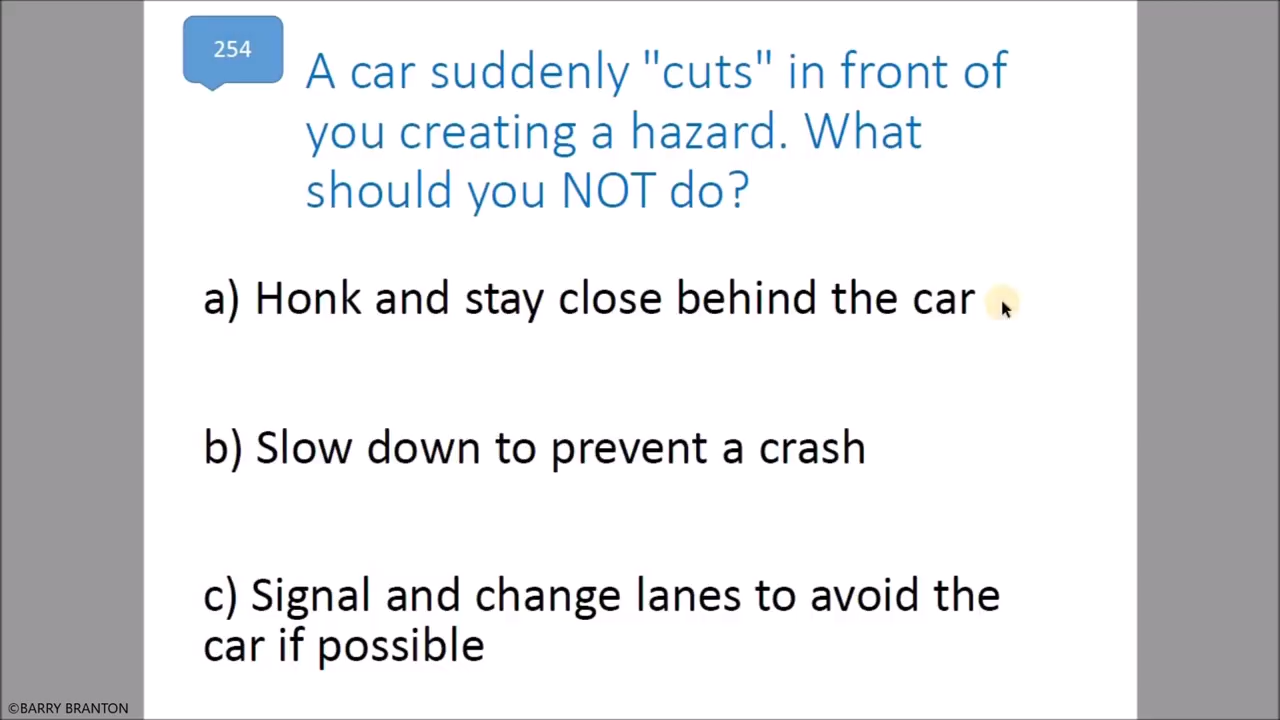 254
A car suddenly "cuts" in front of
you creating a hazard. What
should you NOT do?
a) Honk and stay close behind the car
b) Slow down to prevent a crash
c) Signal and change lanes to avoid the
car if possible
©BARRY BRANTON